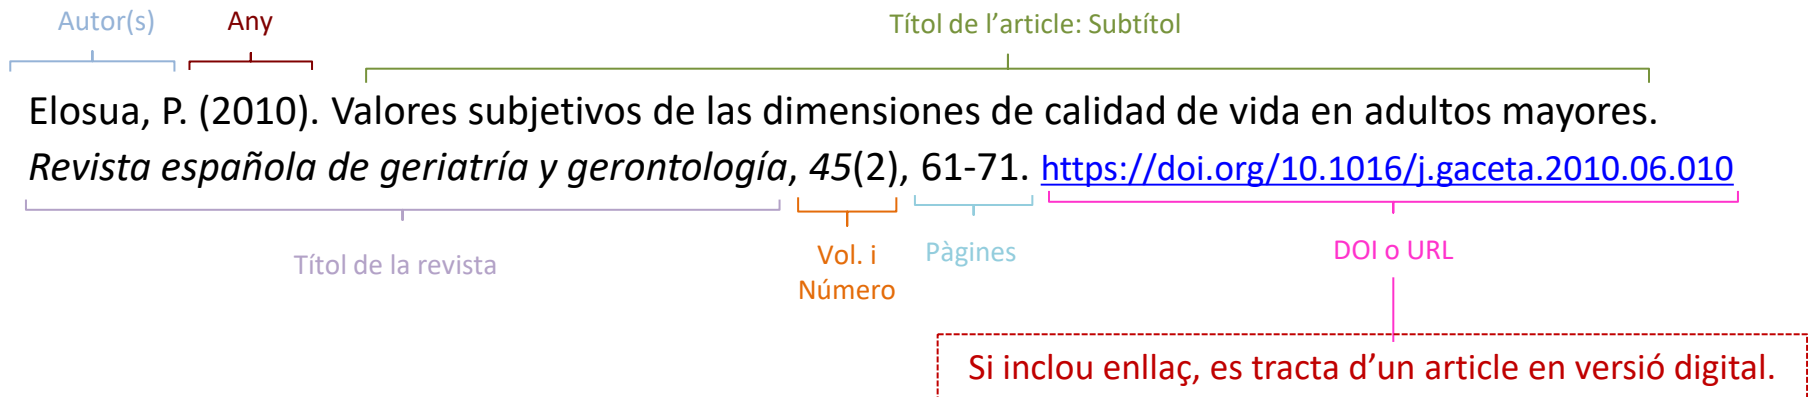 Autor(s) Any Títol de l’article: Subtítol
Elosua, P. (2010). Valores subjetivos de las dimensiones de calidad de vida en adultos mayores.
Revista española de geriatría y gerontología, 45(2), 61-71. https://doi.org/10.1016/j.gaceta.2010.06.010
Títol de la revista
Vol. i
Número
Pàgines
DOI o URL
Si inclou enllaç, es tracta d’un article en versió digital.